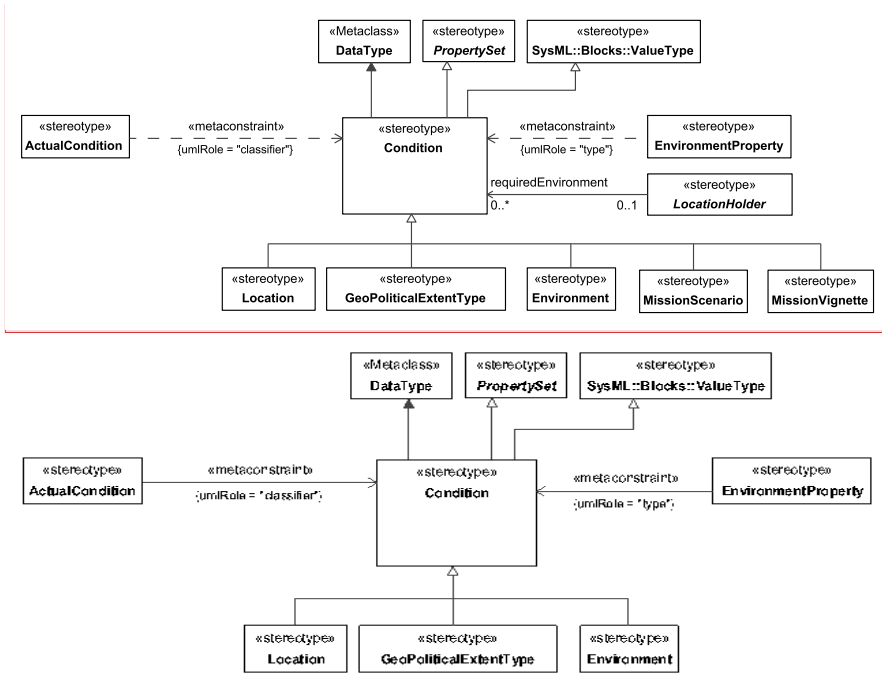 «Metaclass»
DataType
«stereotype»
PropertySet
«stereotype»
SysML::Blocks::ValueType
«stereotype»
ActualCondition
«metaconstraint»
{umlRole = "classifier"}
«stereotype»
Condition
«metaconstraint»
{umlRole = "type"}
«stereotype»
EnvironmentProperty
requiredEnvironment
0..*
0..1
«stereotype»
LocationHolder
«stereotype»
Location
«stereotype»
GeoPoliticalExtentType
«stereotype»
Environment
«stereotype»
MissionScenario
«stereotype»
MissionVignette
«Metaclass»
DataType
«stereotype»
PropertySet
«stereotype»
SysML::Blocks::ValueType
«stereotype»
ActualCondition
«metaconstraint»
{umlRole = "classifier"}
«stereotype»
Condition
«metaconstraint»
{umlRole = "type"}
«stereotype»
EnvironmentProperty
«stereotype»
Location
«stereotype»
GeoPoliticalExtentType
«stereotype»
Environment